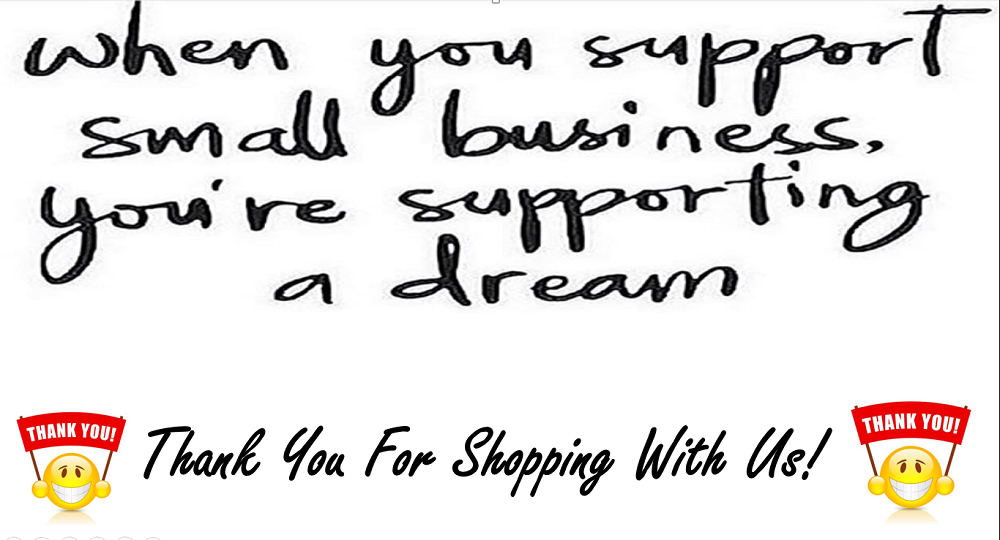 when you support
small business,
you're supporting
a dream
THANK YOU!
Thank You For Shopping With Us!
THANK YOU!